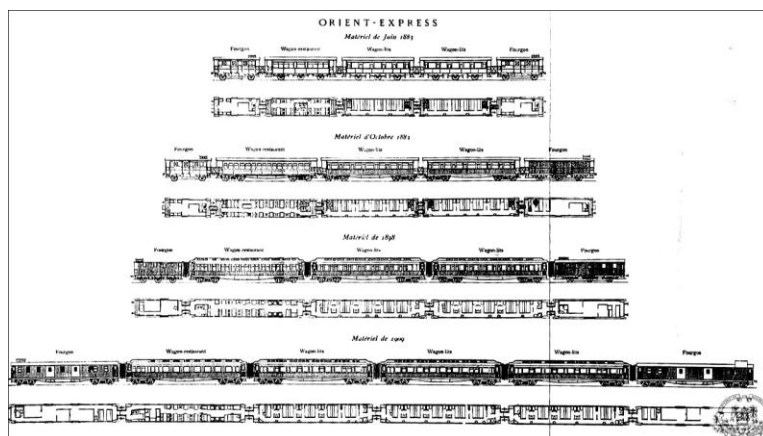 ORIENT-EXPRESS
Matériel de Juin 1883
Fourgon Wagon-restaurant Wagon-lits Wagon-lits Fourgon
Matériel d'Octobre 1883
Fourgon Wagon-restaurant Wagon-lits Wagon-lits Fourgon
Matériel de 1898
Fourgon Wagon-restaurant Wagon-lits Wagon-lits Fourgon
Matériel de 1909
Fourgon Wagon-restaurant Wagon-lits Wagon-lits Wagon-lits Fourgon